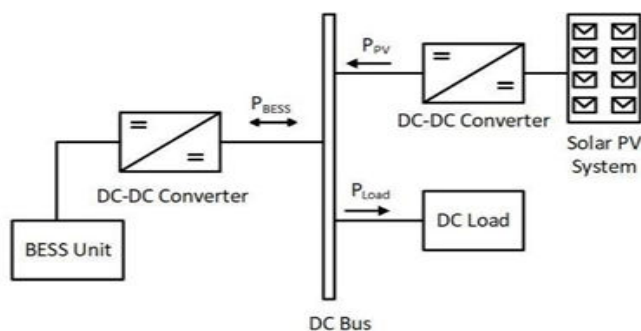 P_PV
DC-DC Converter
Solar PV
System
P_BESS
DC-DC Converter
BESS Unit
P_Load
DC Load
DC Bus